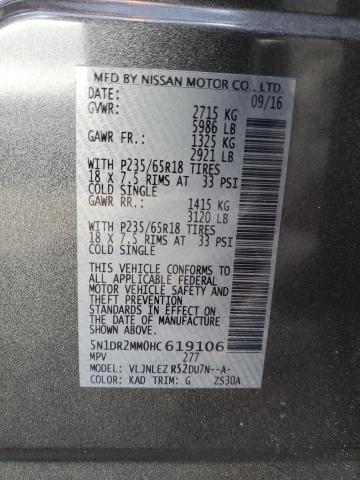 MFD BY NISSAN MOTOR CO., LTD.
DATE: 09/16
GVWR: 2715 KG
5986 LB
GAWR FR.: 1325 KG
2921 LB
WITH P235/65R18 TIRES
18 X 7.5 RIMS AT 33 PSI
COLD SINGLE
GAWR RR.: 1415 KG
3120 LB
WITH P235/65R18 TIRES
18 X 7.5 RIMS AT 33 PSI
COLD SINGLE
THIS VEHICLE CONFORMS TO
ALL APPLICABLE FEDERAL
MOTOR VEHICLE SAFETY AND
THEFT PREVENTION
STANDARDS IN EFFECT ON
THE DATE OF MANUFACTURE
SHOWN ABOVE.
5N1DR2MM0HC619106
MPV 277
MODEL: VLJNLEZ R52DU7N--A-
COLOR: KAD TRIM: G ZS30A